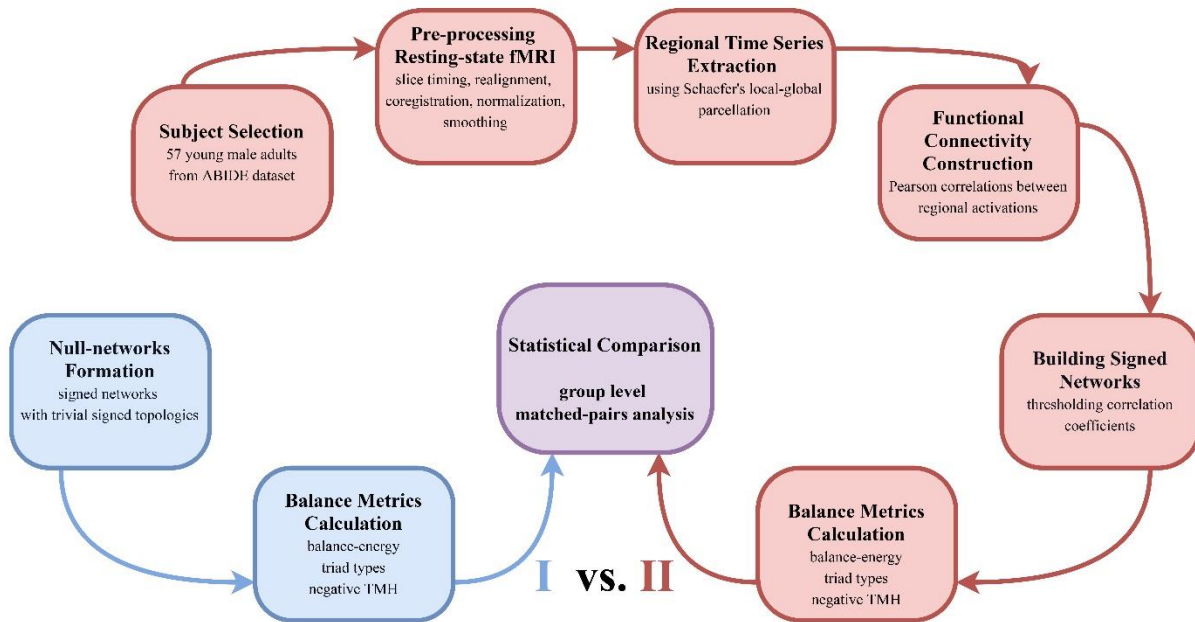 Subject Selection
57 young male adults
from ABIDE dataset
Pre-processing
Resting-state fMRI
slice timing, realignment,
coregistration, normalization,
smoothing
Regional Time Series
Extraction
using Schaefer's local-global
parcellation
Functional
Connectivity
Construction
Pearson correlations between
regional activations
Building Signed
Networks
thresholding correlation
coefficients
Balance Metrics
Calculation
balance-energy
triad types
negative TMH
Null-networks
Formation
signed networks
with trivial signed topologies
Balance Metrics
Calculation
balance-energy
triad types
negative TMH
Statistical Comparison
group level
matched-pairs analysis
I vs. II